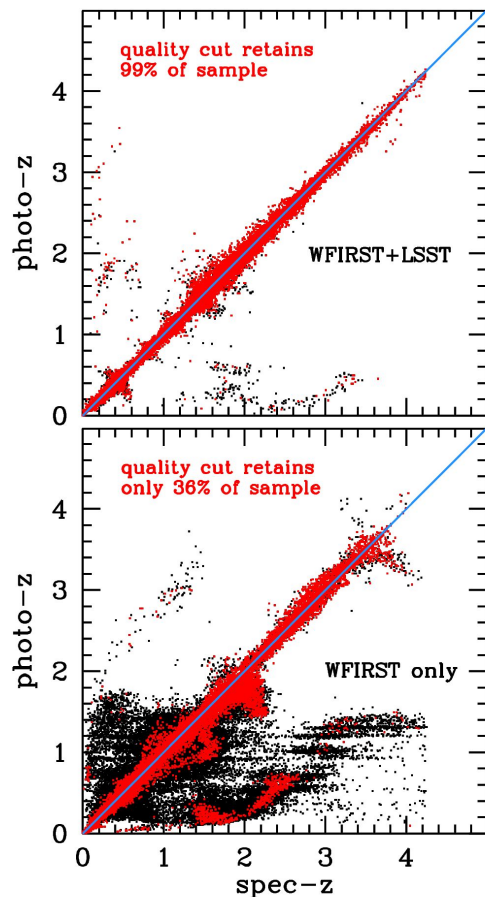 quality cut retains
99% of sample
WFIRST+LSST
photo-z
4
3
2
1
0
quality cut retains
only 36% of sample
WFIRST only
photo-z
4
3
2
1
0
0 1 2 3 4
spec-z